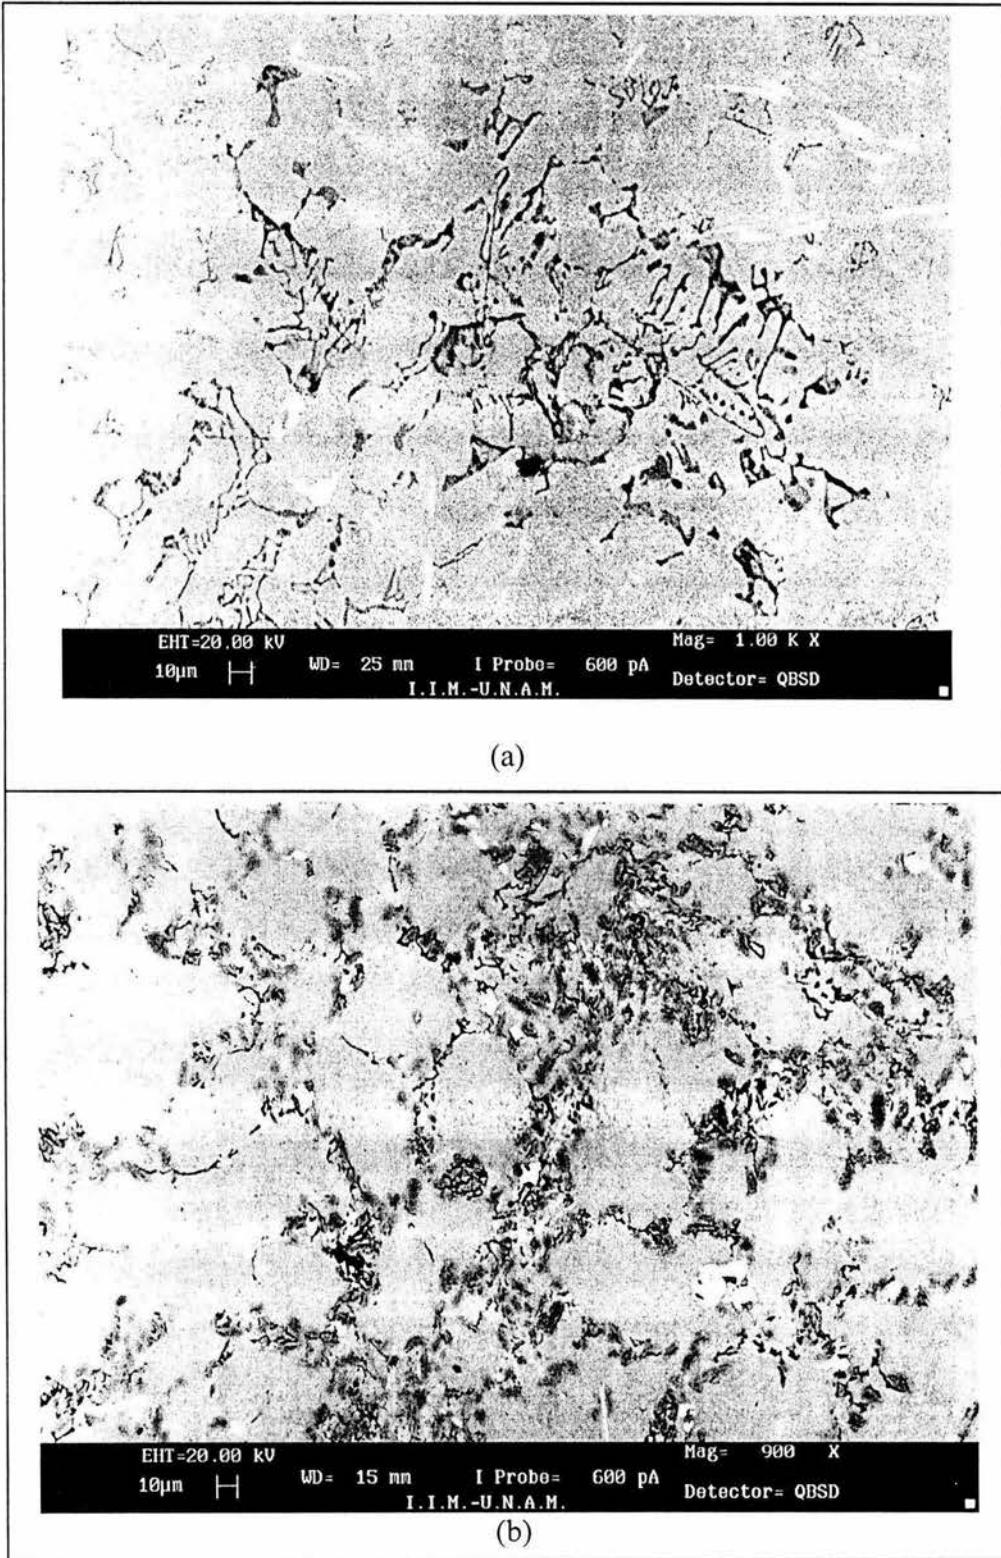 EHT=20.00 kV
Mag= 1.00 K X
10µm
WD= 25 mm
I Probe= 600 pA
Detector= QBSD
I.I.M.-U.N.A.M.
(a)
EHT=20.00 kV
Mag= 900 X
10µm
WD= 15 mm
I Probe= 600 pA
Detector= QBSD
I.I.M.-U.N.A.M.
(b)